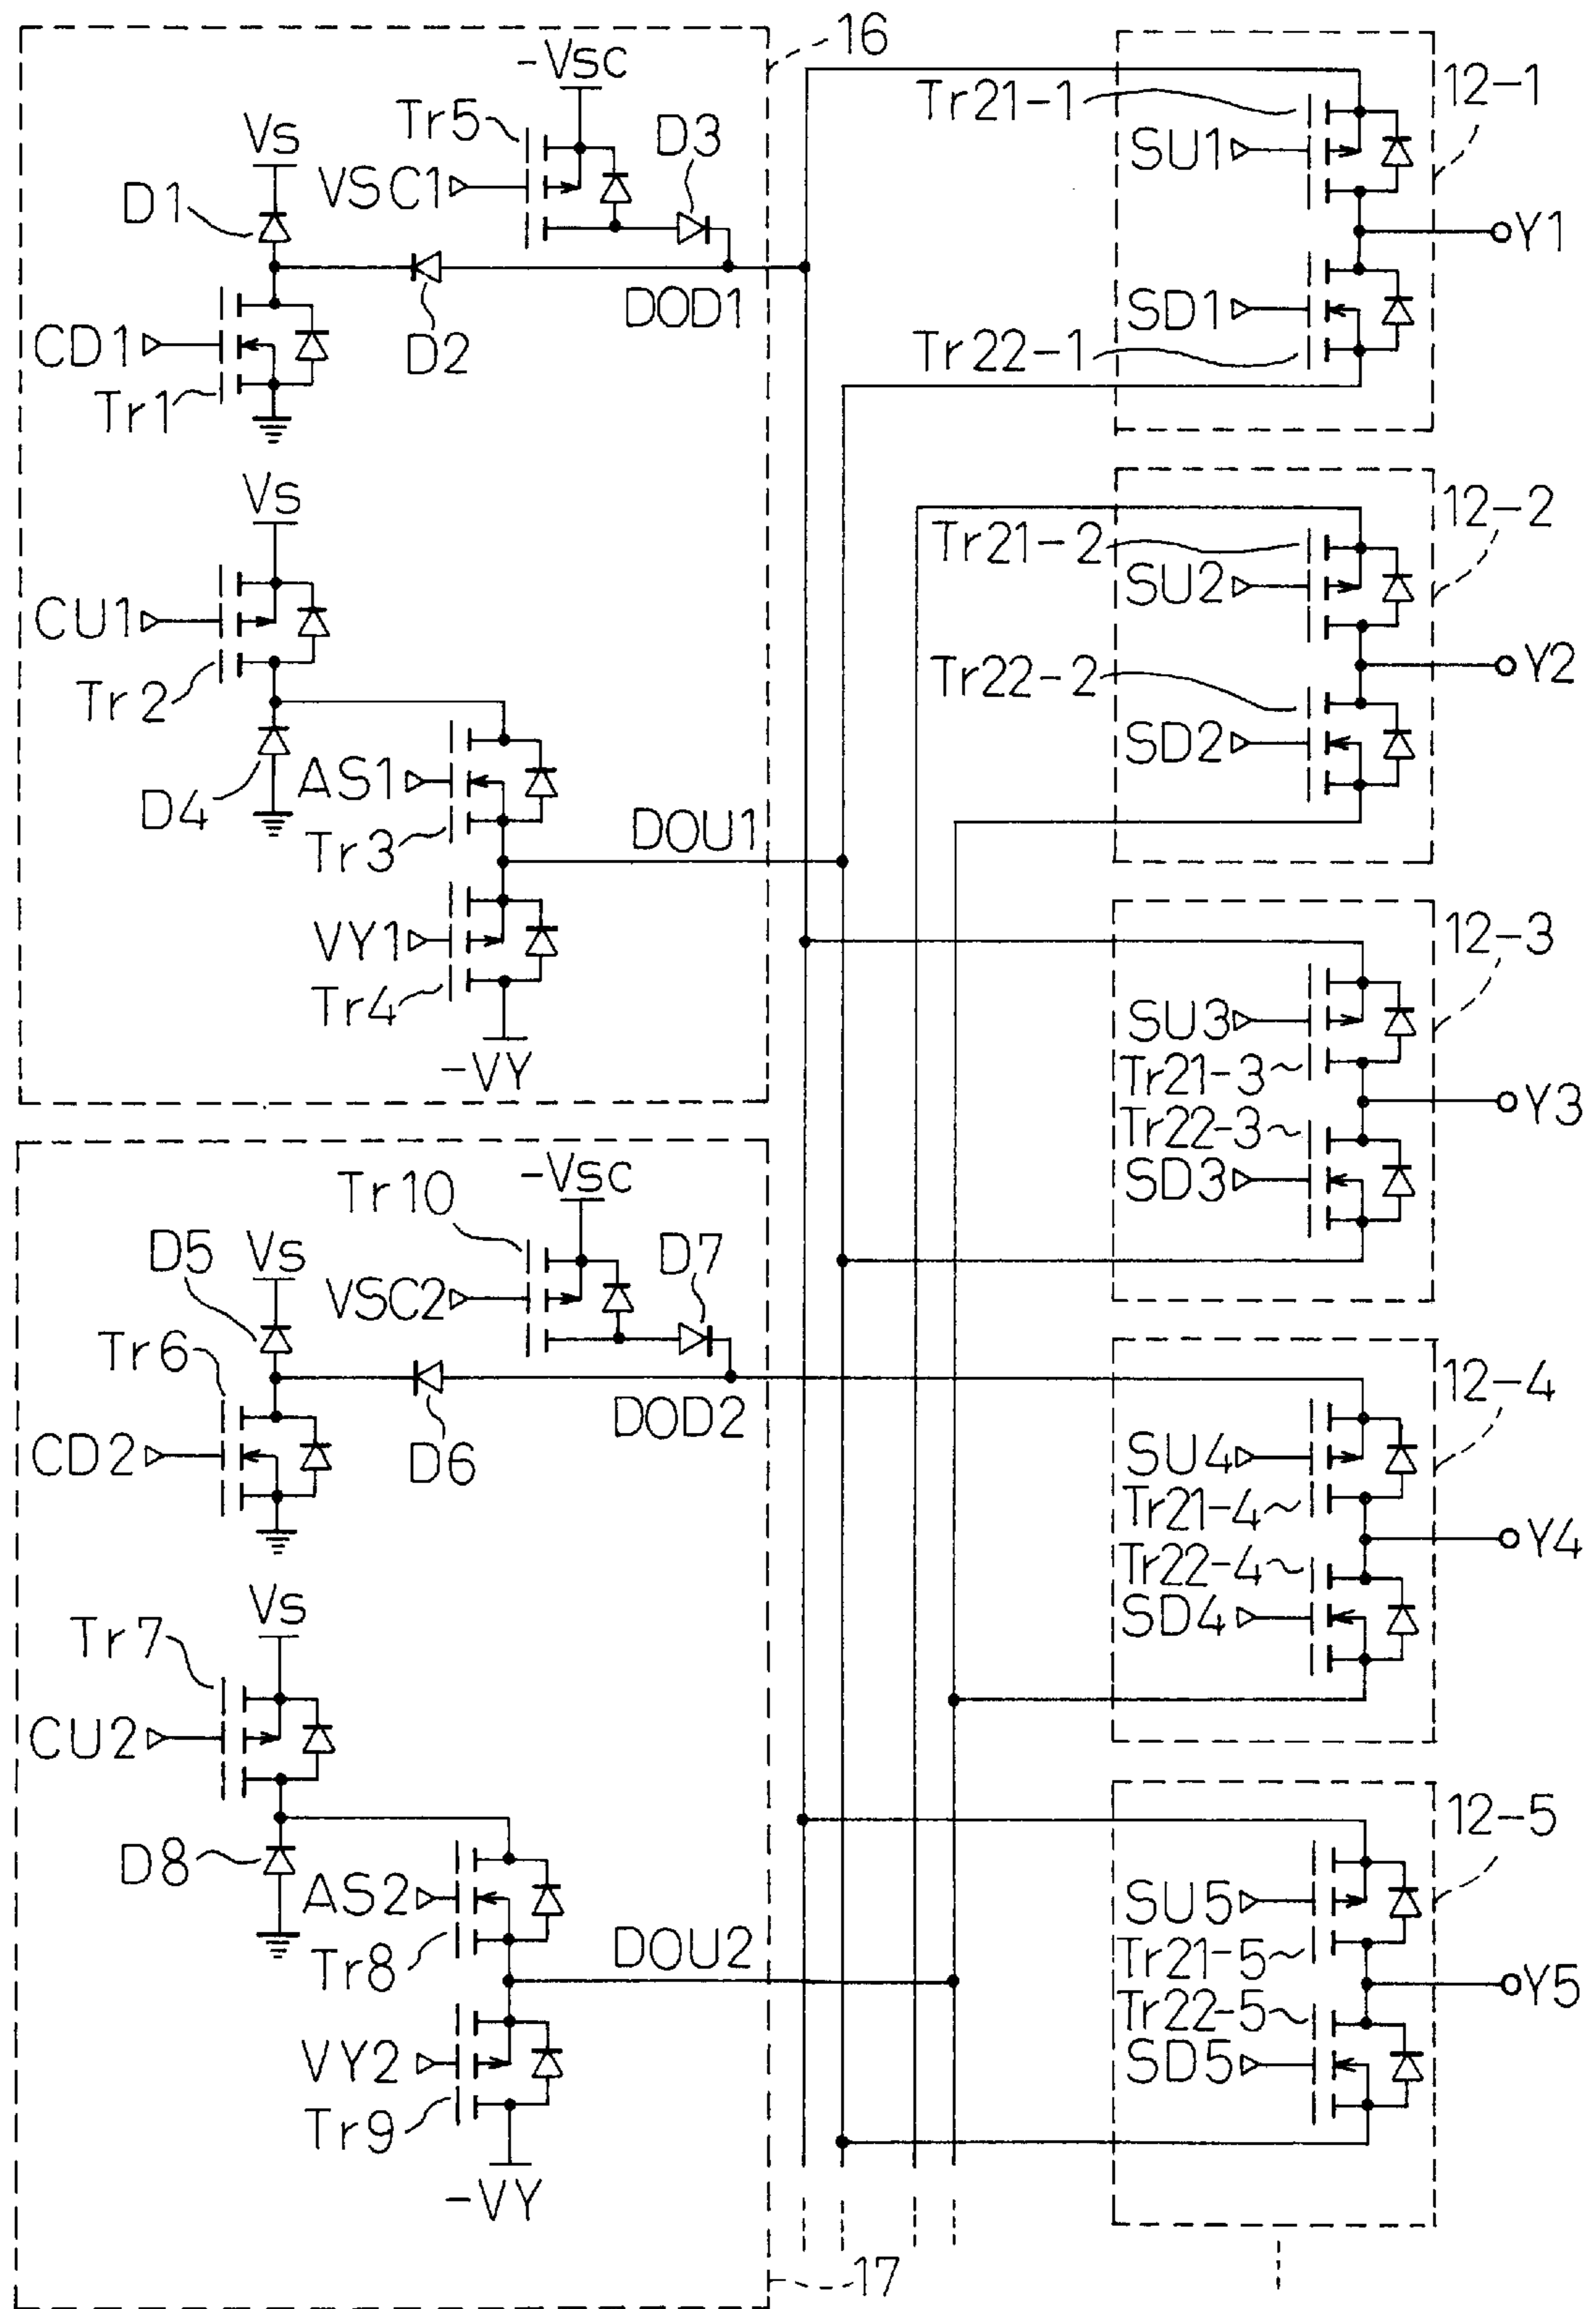 16
-Vsc
Tr5
D3
Vs
VSC1
D1
DOD1
D2
CD1
Tr1
Vs
CU1
Tr2
D4
AS1
Tr3
DOU1
VY1
Tr4
-VY
12-1
Tr21-1
SU1
Y1
SD1
Tr22-1
12-2
Tr21-2
SU2
Y2
Tr22-2
SD2
12-3
SU3
Tr21-3
Y3
Tr22-3
SD3
-Vsc
Tr10
D7
D5
Vs
VSC2
Tr6
DOD2
D6
CD2
Vs
Tr7
CU2
D8
AS2
Tr8
DOU2
VY2
Tr9
-VY
17
12-4
SU4
Tr21-4
Y4
Tr22-4
SD4
12-5
SU5
Tr21-5
Y5
Tr22-5
SD5